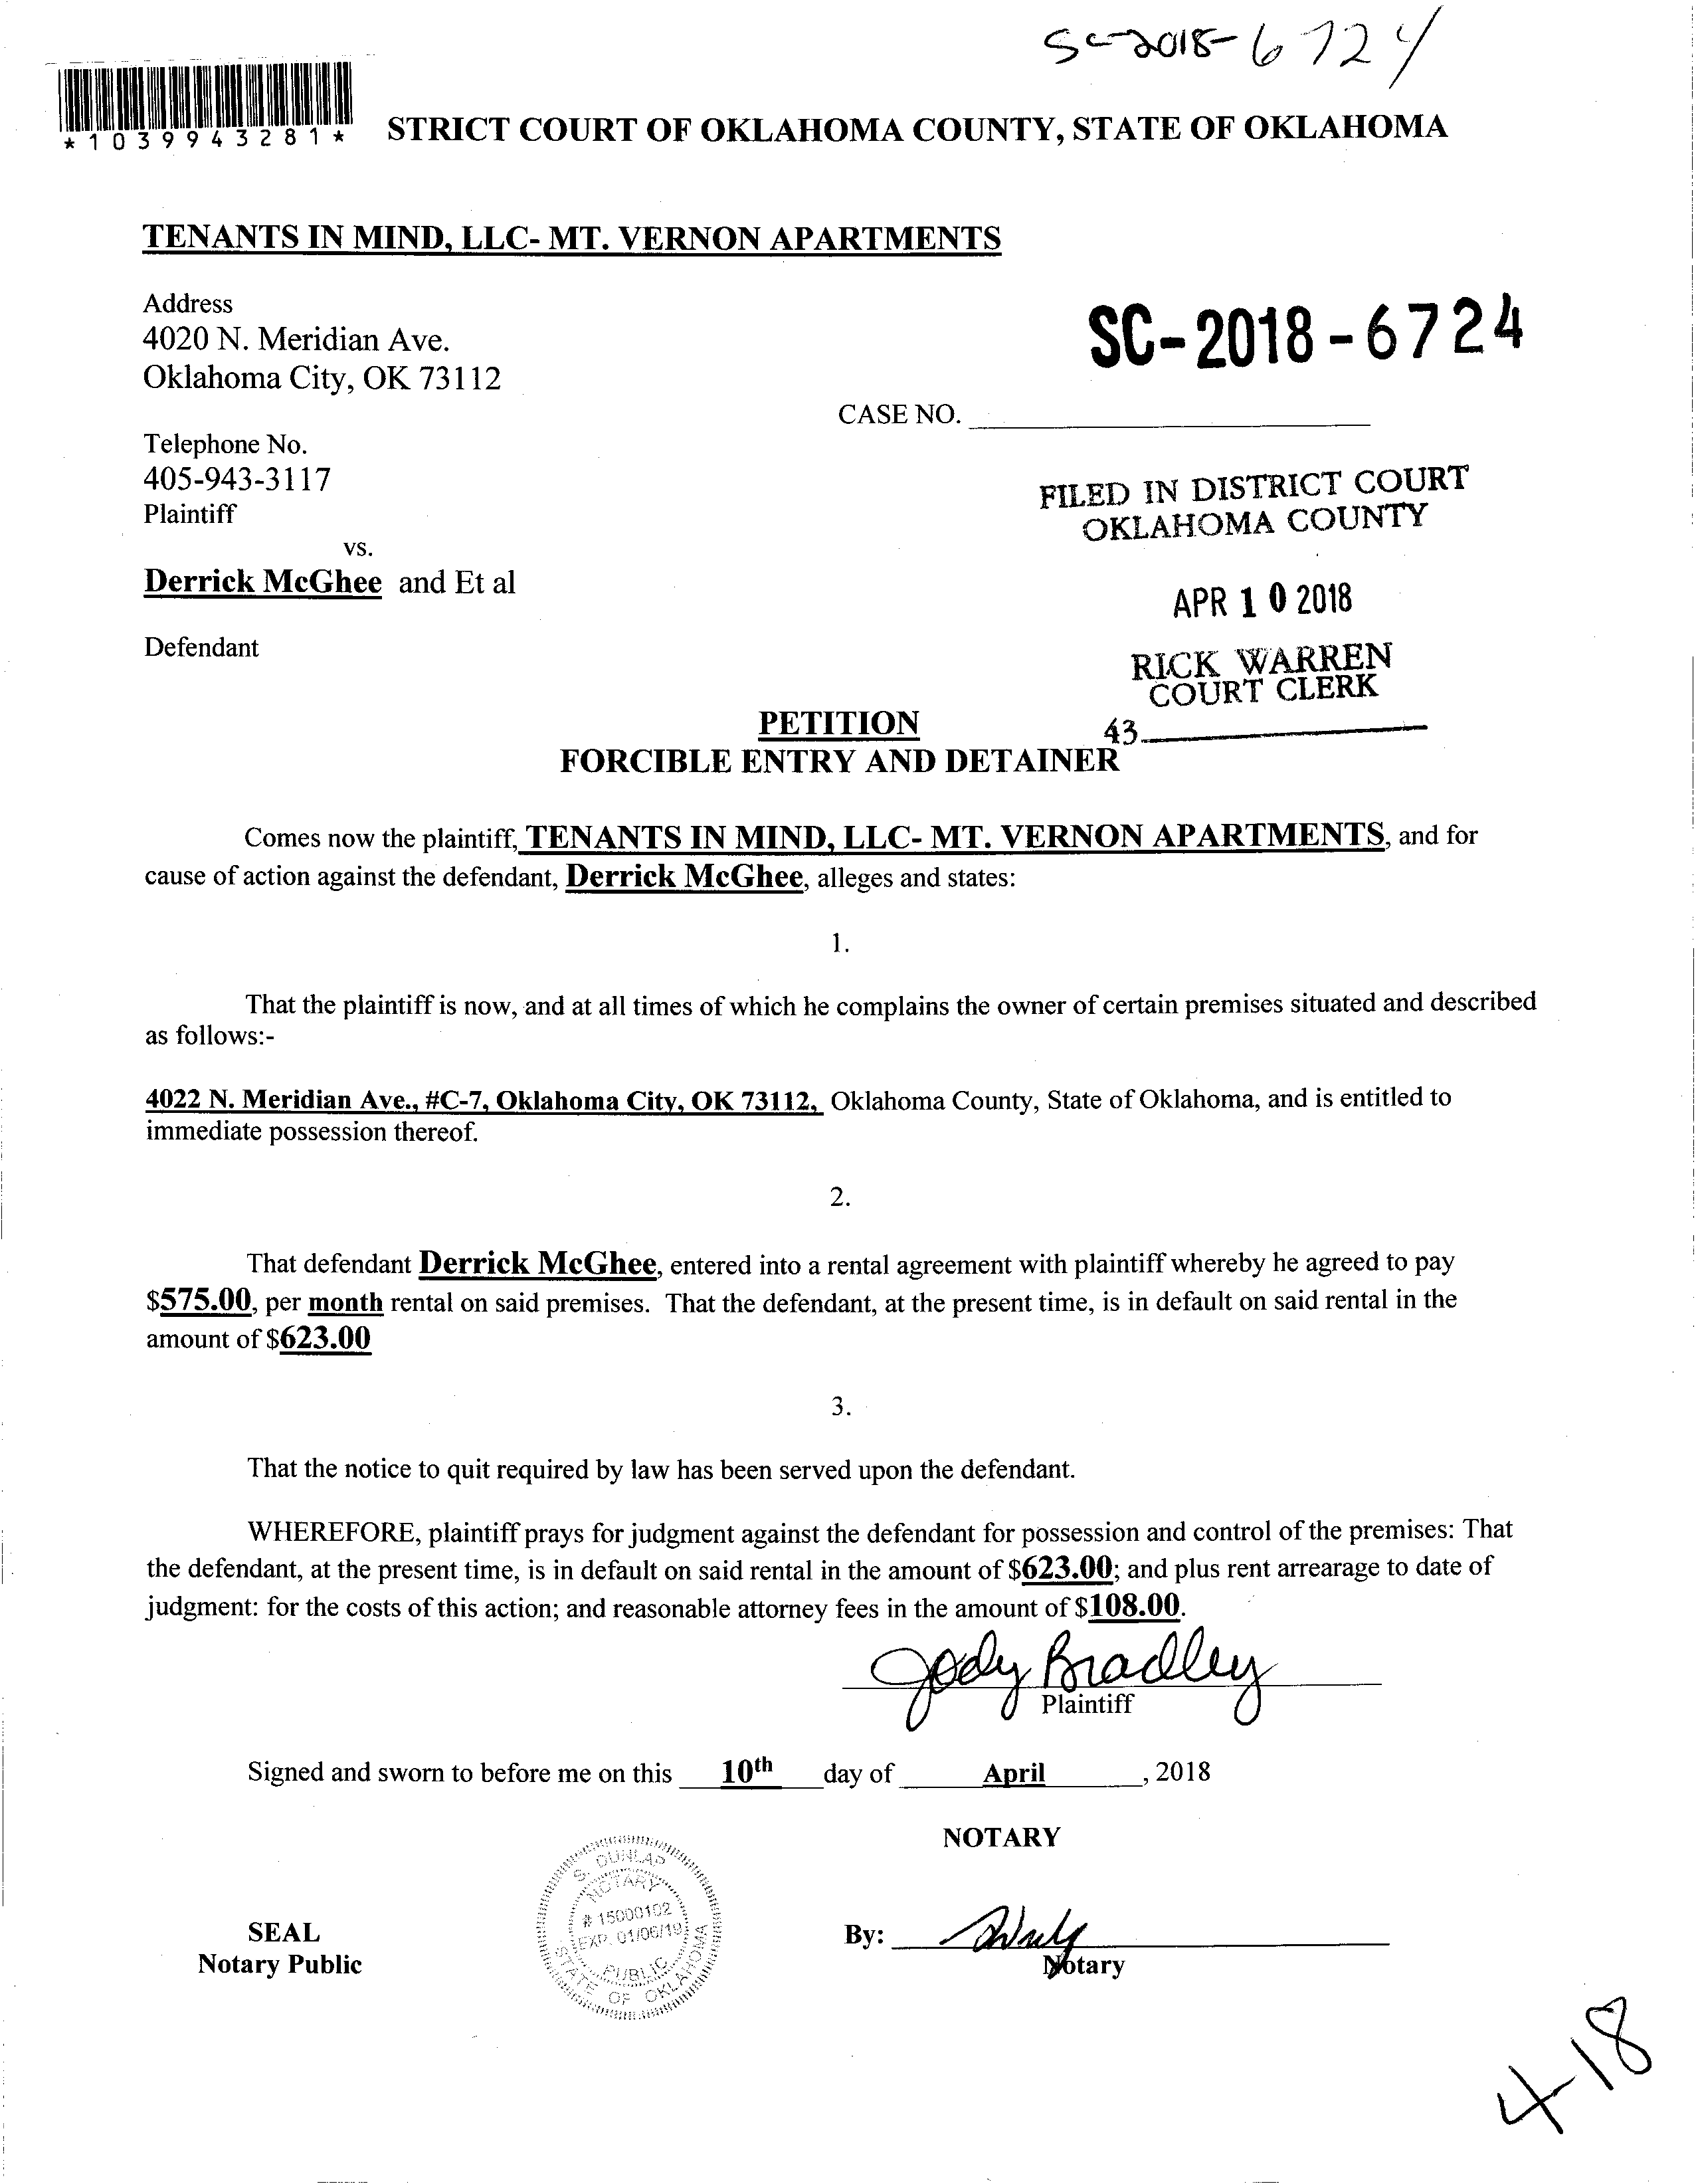 SC-2018-6724
*1039943281*
STRICT COURT OF OKLAHOMA COUNTY, STATE OF OKLAHOMA
TENANTS IN MIND, LLC- MT. VERNON APARTMENTS
Address
4020 N. Meridian Ave.
Oklahoma City, OK 73112
SC-2018-6724
CASE NO.
Telephone No.
405-943-3117
Plaintiff
vs.
Derrick McGhee and Et al
Defendant
FILED IN DISTRICT COURT
OKLAHOMA COUNTY
APR 10 2018
RICK WARREN
COURT CLERK
43
PETITION
FORCIBLE ENTRY AND DETAINER
Comes now the plaintiff, TENANTS IN MIND, LLC- MT. VERNON APARTMENTS, and for
cause of action against the defendant, Derrick McGhee, alleges and states:
1.
That the plaintiff is now, and at all times of which he complains the owner of certain premises situated and described
as follows:-
4022 N. Meridian Ave., #C-7, Oklahoma City, OK 73112, Oklahoma County, State of Oklahoma, and is entitled to
immediate possession thereof.
2.
That defendant Derrick McGhee, entered into a rental agreement with plaintiff whereby he agreed to pay
$575.00, per month rental on said premises. That the defendant, at the present time, is in default on said rental in the
amount of $623.00
3.
That the notice to quit required by law has been served upon the defendant.
WHEREFORE, plaintiff prays for judgment against the defendant for possession and control of the premises: That
the defendant, at the present time, is in default on said rental in the amount of $623.00; and plus rent arrearage to date of
judgment: for the costs of this action; and reasonable attorney fees in the amount of $108.00.
Jody Bradley
Plaintiff
Signed and sworn to before me on this 10th day of April, 2018
NOTARY
S. DUNLAP
NOTARY
# 15000102
EXP. 01/06/19
PUBLIC
STATE OF OKLAHOMA
SEAL
Notary Public
By:
Notary
4-18